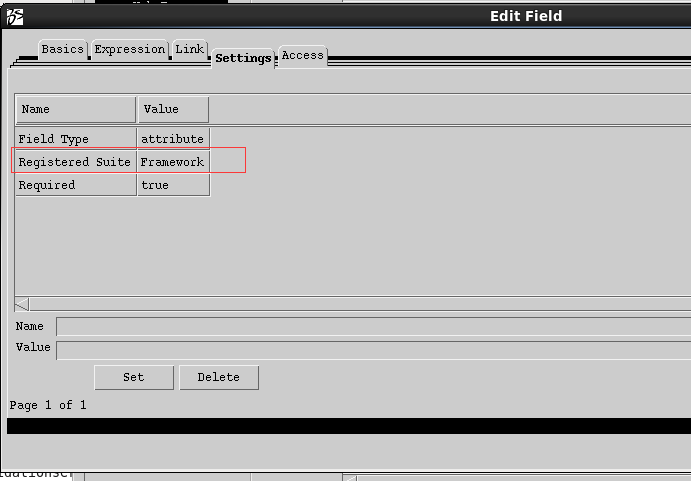 Edit Field
Basics Expression Link Settings Access
Name Value
Field Type attribute
Registered Suite Framework
Required true
Name
Value
Set Delete
Page 1 of 1